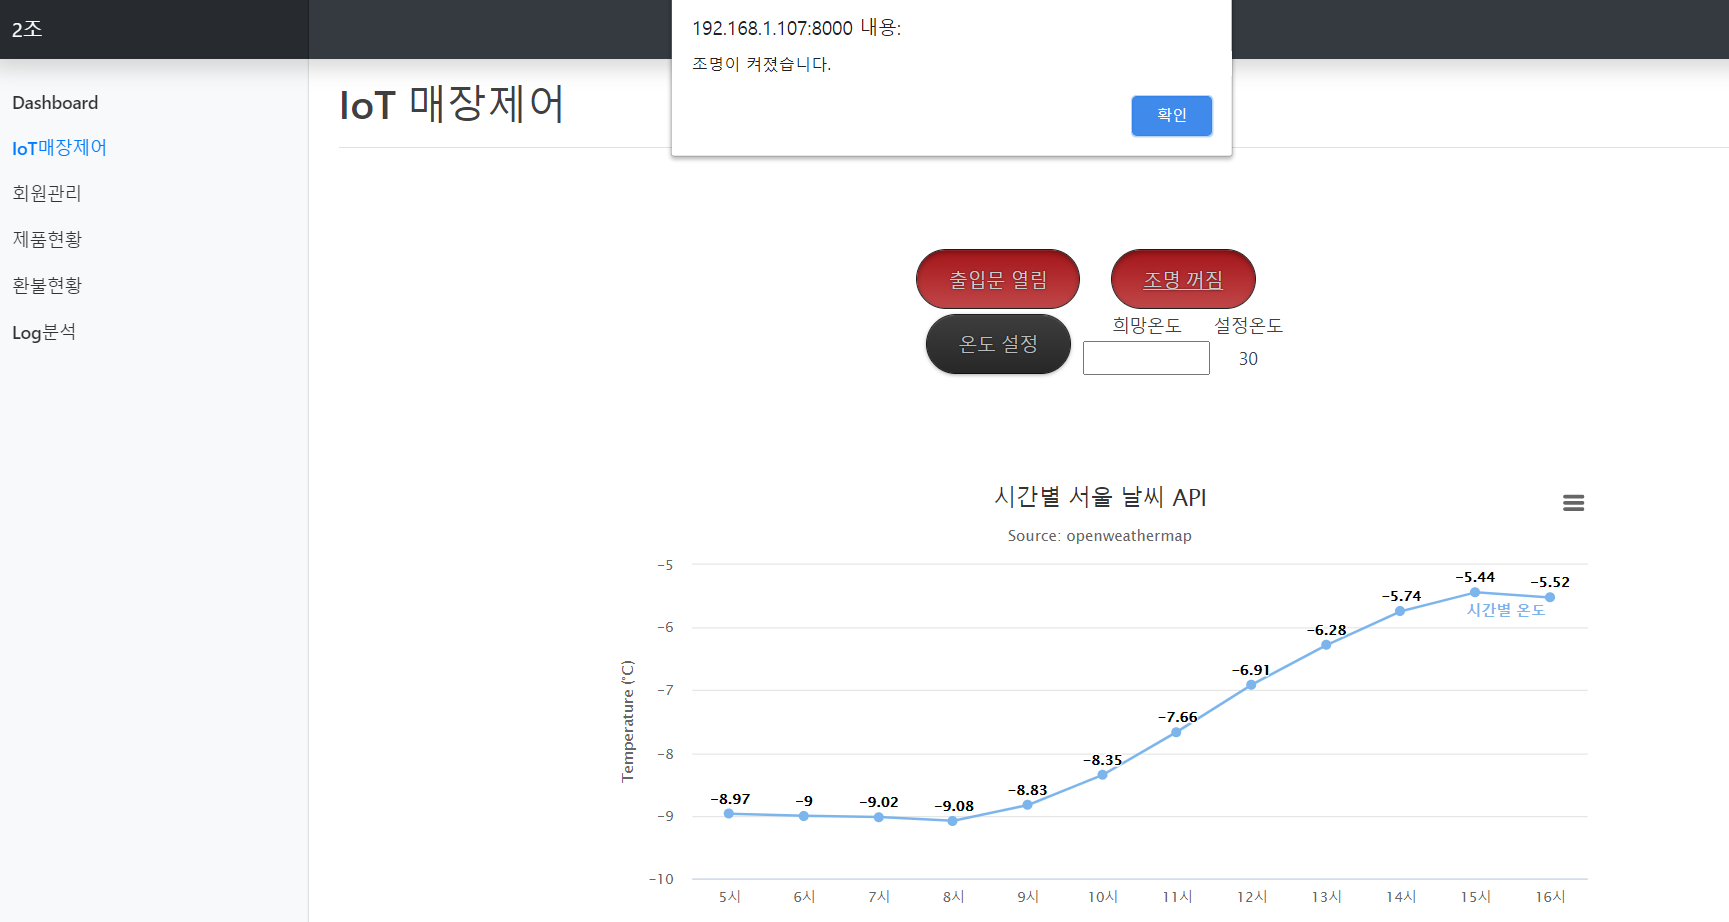 2조
192.168.1.107:8000 내용:
조명이 켜졌습니다.
확인
Dashboard
IoT매장제어
회원관리
제품현황
환불현황
Log분석
IoT 매장제어
출입문 열림
조명 꺼짐
온도 설정
희망온도 설정온도
30
시간별 서울 날씨 API
Source: openweathermap
Temperature (°C)
-5
-6
-7
-8
-9
-10
-8.97
-9
-9.02
-9.08
-8.83
-8.35
-7.66
-6.91
-6.28
-5.74
-5.44
-5.52
시간별 온도
5시 6시 7시 8시 9시 10시 11시 12시 13시 14시 15시 16시